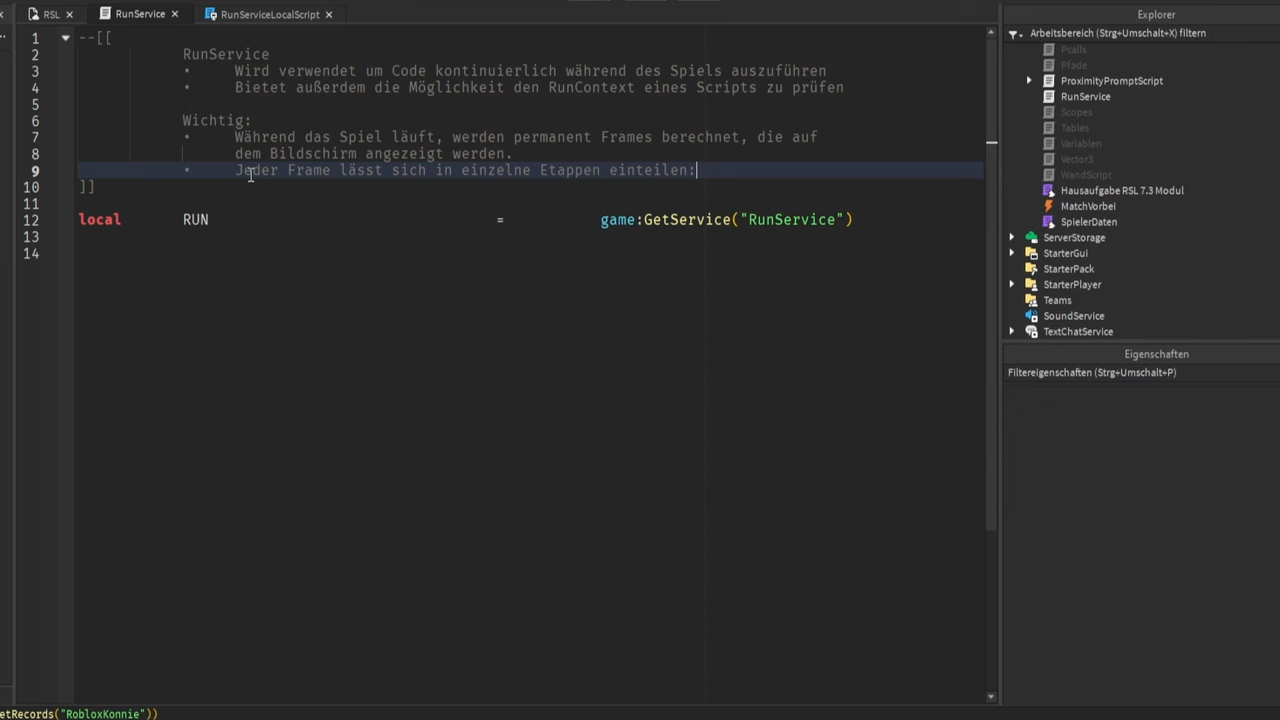 RSL ×
RunService ×
RunServiceLocalScript ×
1 --[[
2 RunService
3 • Wird verwendet um Code kontinuierlich während des Spiels auszuführen
4 • Bietet außerdem die Möglichkeit den RunContext eines Scripts zu prüfen
5
6 Wichtig:
7 • Während das Spiel läuft, werden permanent Frames berechnet, die auf
8 dem Bildschirm angezeigt werden.
9 • Jeder Frame lässt sich in einzelne Etappen einteilen:
10 ]]
11
12 local RUN = game:GetService("RunService")
13
14
etRecords("RobloxKonnie"))
Explorer
Arbeitsbereich (Strg+Umschalt+X) filtern
Pcalls
Pfade
ProximityPromptScript
RunService
Scopes
Tables
Variablen
Vector3
WandScript
Hausaufgabe RSL 7.3 Modul
MatchVorbei
SpielerDaten
ServerStorage
StarterGui
StarterPack
StarterPlayer
Teams
SoundService
TextChatService
Eigenschaften
Filtereigenschaften (Strg+Umschalt+P)